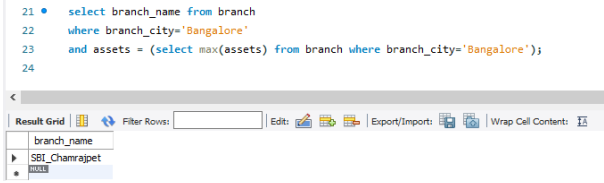 21 select branch_name from branch
22 where branch_city='Bangalore'
23 and assets = (select max(assets) from branch where branch_city='Bangalore');
24
Result Grid Filter Rows: Edit: Export/Import: Wrap Cell Content:
branch_name
SBI_Chamrajpet
NULL